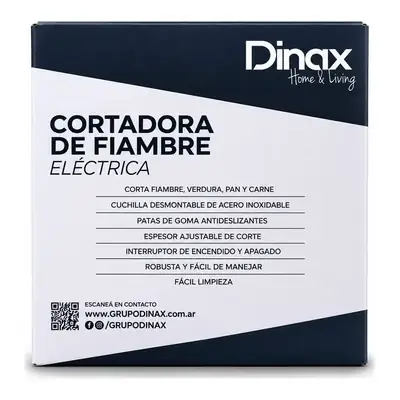 Dinax
Home & Living
CORTADORA
DE FIAMBRE
ELÉCTRICA
CORTA FIAMBRE, VERDURA, PAN Y CARNE
CUCHILLA DESMONTABLE DE ACERO INOXIDABLE
PATAS DE GOMA ANTIDESLIZANTES
ESPESOR AJUSTABLE DE CORTE
INTERRUPTOR DE ENCENDIDO Y APAGADO
ROBUSTA Y FÁCIL DE MANEJAR
FÁCIL LIMPIEZA
ESCANEÁ EN CONTACTO
www.GRUPODINAX.com.ar
/GRUPODINAX